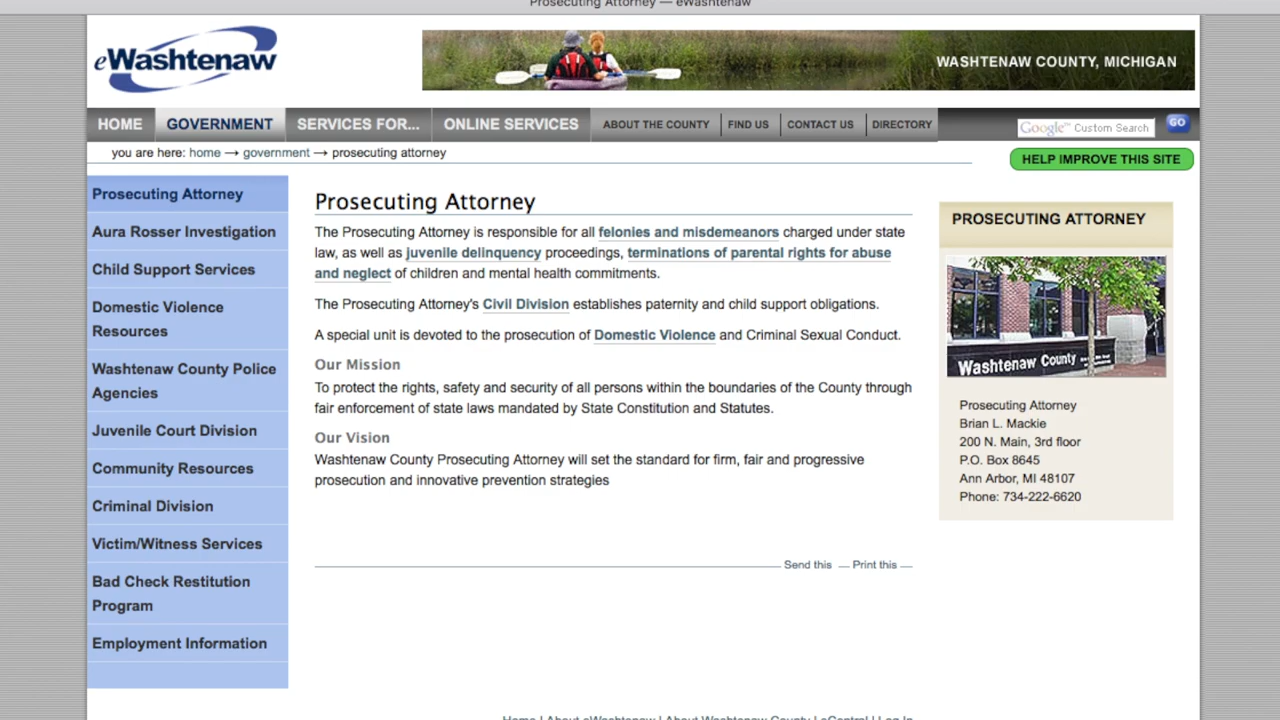 Prosecuting Attorney — eWashtenaw
eWashtenaw
WASHTENAW COUNTY, MICHIGAN
HOME
GOVERNMENT
SERVICES FOR...
ONLINE SERVICES
ABOUT THE COUNTY
FIND US
CONTACT US
DIRECTORY
Google™ Custom Search
GO
you are here: home → government → prosecuting attorney
HELP IMPROVE THIS SITE
Prosecuting Attorney
Aura Rosser Investigation
Child Support Services
Domestic Violence
Resources
Washtenaw County Police
Agencies
Juvenile Court Division
Community Resources
Criminal Division
Victim/Witness Services
Bad Check Restitution
Program
Employment Information
Prosecuting Attorney
The Prosecuting Attorney is responsible for all felonies and misdemeanors charged under state
law, as well as juvenile delinquency proceedings, terminations of parental rights for abuse
and neglect of children and mental health commitments.
The Prosecuting Attorney's Civil Division establishes paternity and child support obligations.
A special unit is devoted to the prosecution of Domestic Violence and Criminal Sexual Conduct.
Our Mission
To protect the rights, safety and security of all persons within the boundaries of the County through
fair enforcement of state laws mandated by State Constitution and Statutes.
Our Vision
Washtenaw County Prosecuting Attorney will set the standard for firm, fair and progressive
prosecution and innovative prevention strategies
Send this — Print this —
PROSECUTING ATTORNEY
Washtenaw County
Prosecuting Attorney
Brian L. Mackie
200 N. Main, 3rd floor
P.O. Box 8645
Ann Arbor, MI 48107
Phone: 734-222-6620
Home | About eWashtenaw | About Washtenaw County | eCentral | Log In